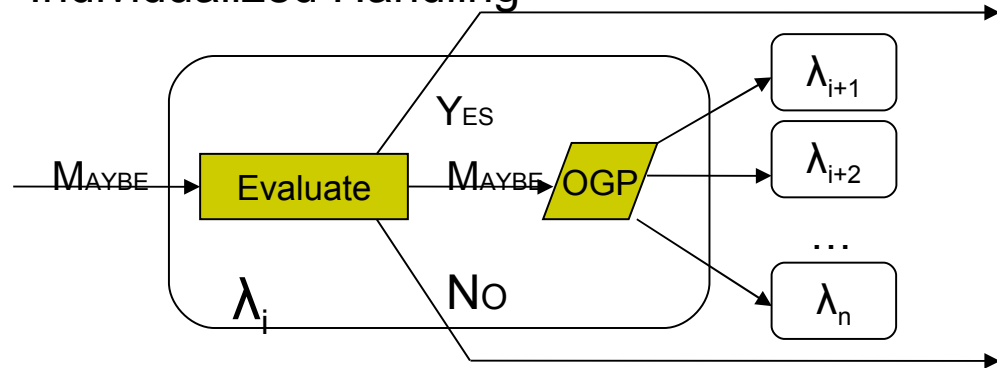 Individualized Handling
λi+1
YES
MAYBE
Evaluate
MAYBE
OGP
λi+2
...
λi
NO
λn